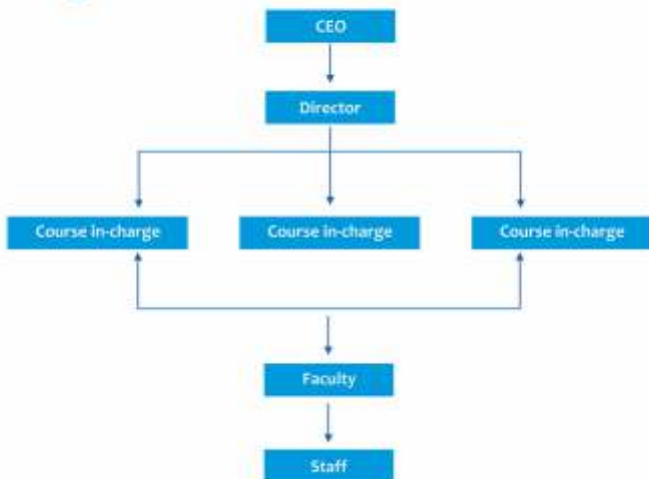 CEO
Director
Course in-charge
Course in-charge
Course in-charge
Faculty
Staff